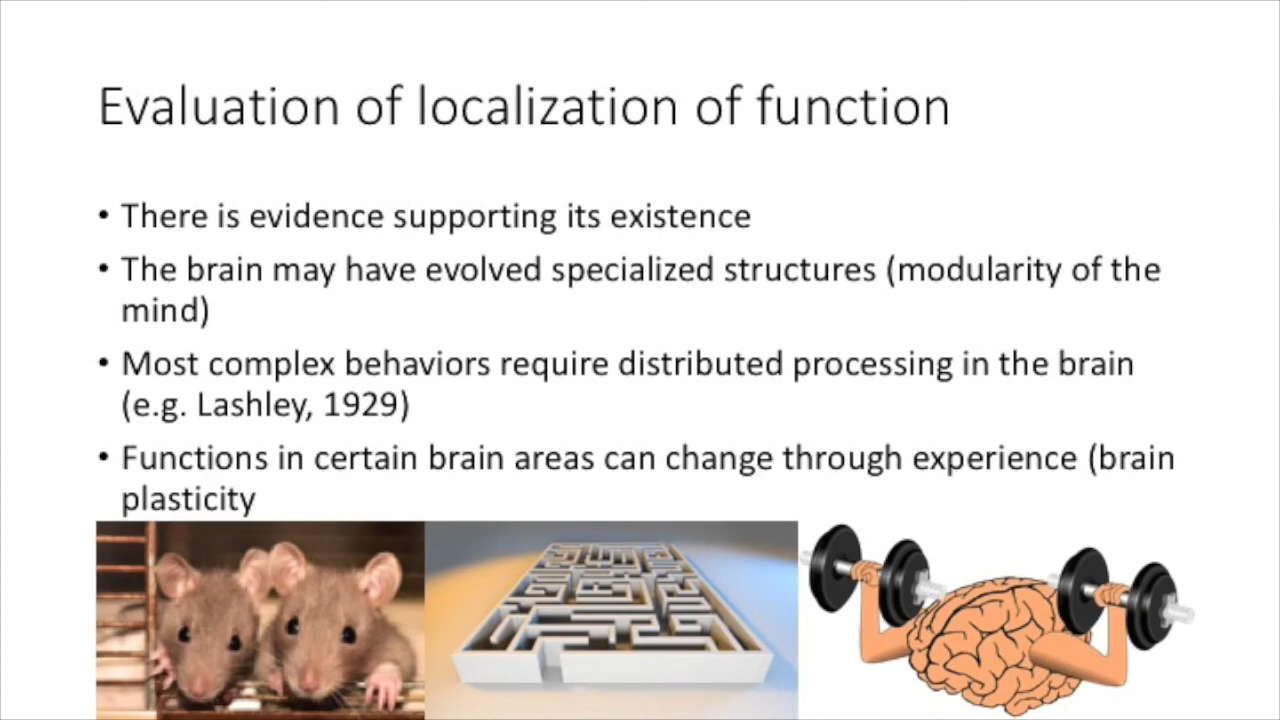 Evaluation of localization of function
• There is evidence supporting its existence
• The brain may have evolved specialized structures (modularity of the
mind)
• Most complex behaviors require distributed processing in the brain
(e.g. Lashley, 1929)
• Functions in certain brain areas can change through experience (brain
plasticity